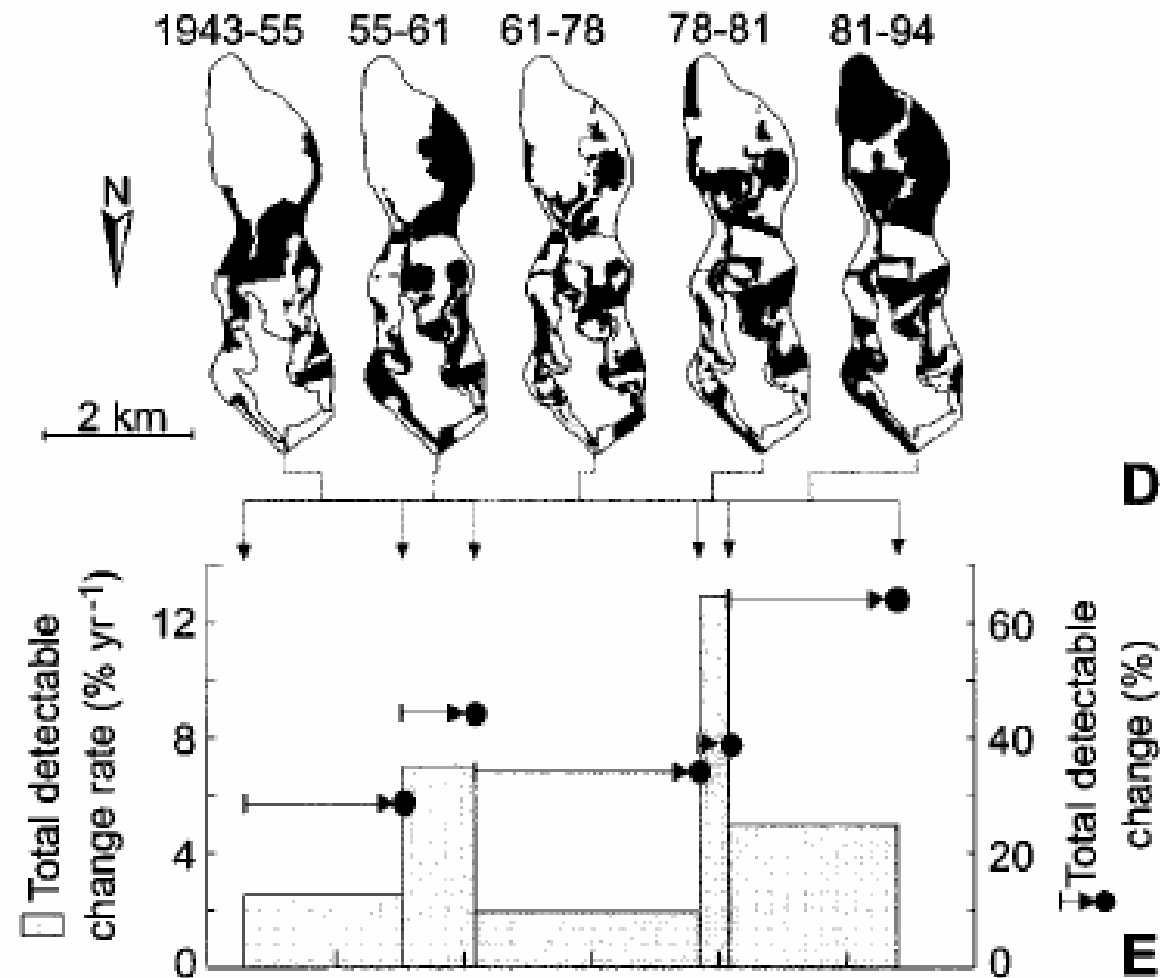 1943-55 55-61 61-78 78-81 81-94
N
2 km
D
Total detectable
change rate (% yr-1)
12
8
4
0
60
40
20
0
Total detectable
change (%)
E